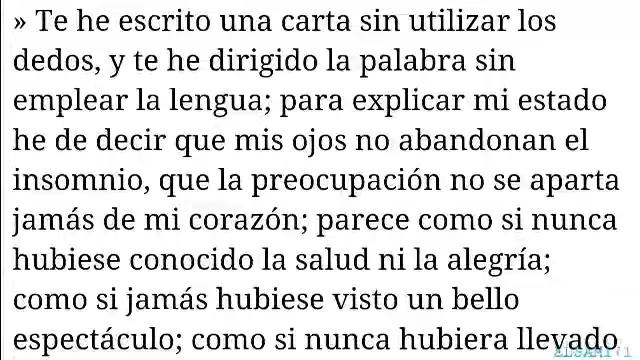 » Te he escrito una carta sin utilizar los
dedos, y te he dirigido la palabra sin
emplear la lengua; para explicar mi estado
he de decir que mis ojos no abandonan el
insomnio, que la preocupación no se aparta
jamás de mi corazón; parece como si nunca
hubiese conocido la salud ni la alegría;
como si jamás hubiese visto un bello
espectáculo; como si nunca hubiera llevado